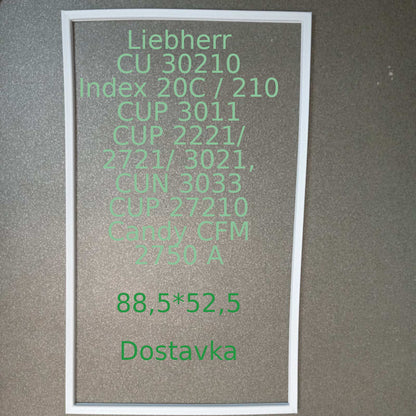 Liebherr
CU 30210
Index 20C / 210
CUP 3011
CUP 2221/
2721/ 3021,
CUN 3033
CUP 27210
Candy CFM
2750 A
88,5*52,5
Dostavka